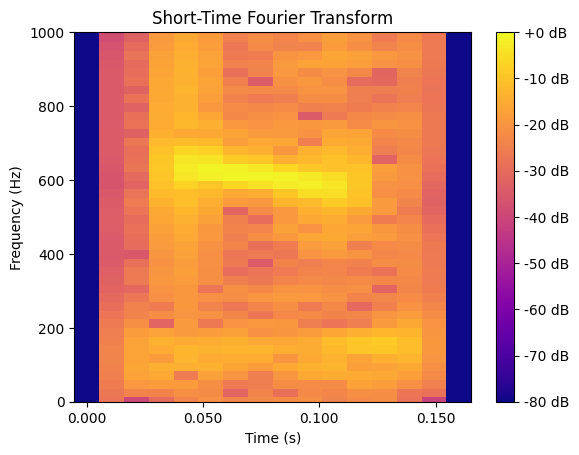 Short-Time Fourier Transform
1000
800
600
400
200
0
Frequency (Hz)
0.000
0.050
0.100
0.150
Time (s)
+0 dB
-10 dB
-20 dB
-30 dB
-40 dB
-50 dB
-60 dB
-70 dB
-80 dB